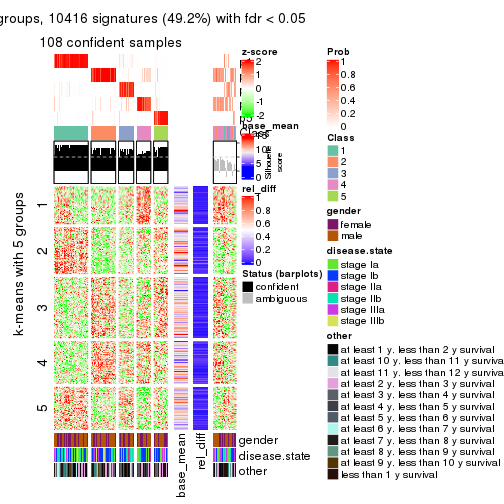 groups, 10416 signatures (49.2%) with fdr < 0.05
108 confident samples
k-means with 5 groups
1
2
3
4
5
base_mean
rel_diff
gender
disease.state
other
z-score
2
1
0
-1
-2
base_mean
15
10
5
0
Silhouette
score
rel_diff
1
0.8
0.6
0.4
0.2
0
Status (barplots)
confident
ambiguous
Prob
1
0.8
0.6
0.4
0.2
0
Class
1
2
3
4
5
gender
female
male
disease.state
stage Ia
stage Ib
stage IIa
stage IIb
stage IIIa
stage IIIb
other
at least 1 y. less than 2 y survival
at least 10 y. less than 11 y surviva
at least 11 y. less than 12 y surviva
at least 2 y. less than 3 y survival
at least 3 y. less than 4 y survival
at least 4 y. less than 5 y survival
at least 5 y. less than 6 y survival
at least 6 y. less than 7 y survival
at least 7 y. less than 8 y survival
at least 8 y. less than 9 y survival
at least 9 y. less than 10 y survival
less than 1 y survival